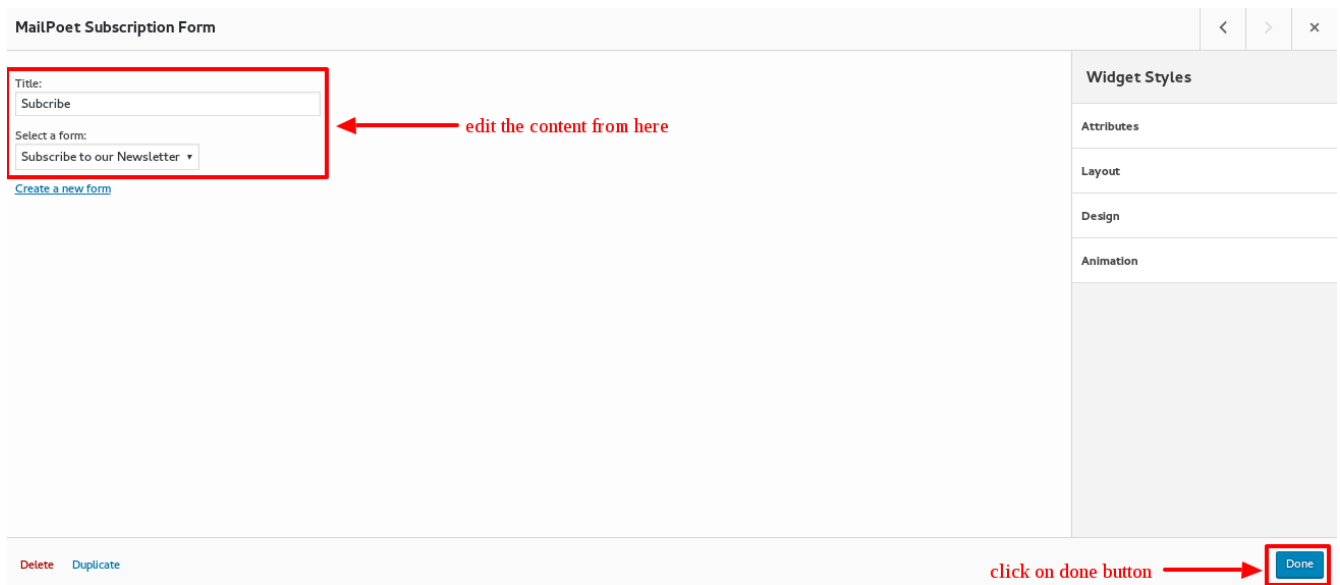 MailPoet Subscription Form
Title:
Subcribe
Select a form:
Subscribe to our Newsletter
Create a new form
edit the content from here
Widget Styles
Attributes
Layout
Design
Animation
Delete Duplicate
click on done button
Done